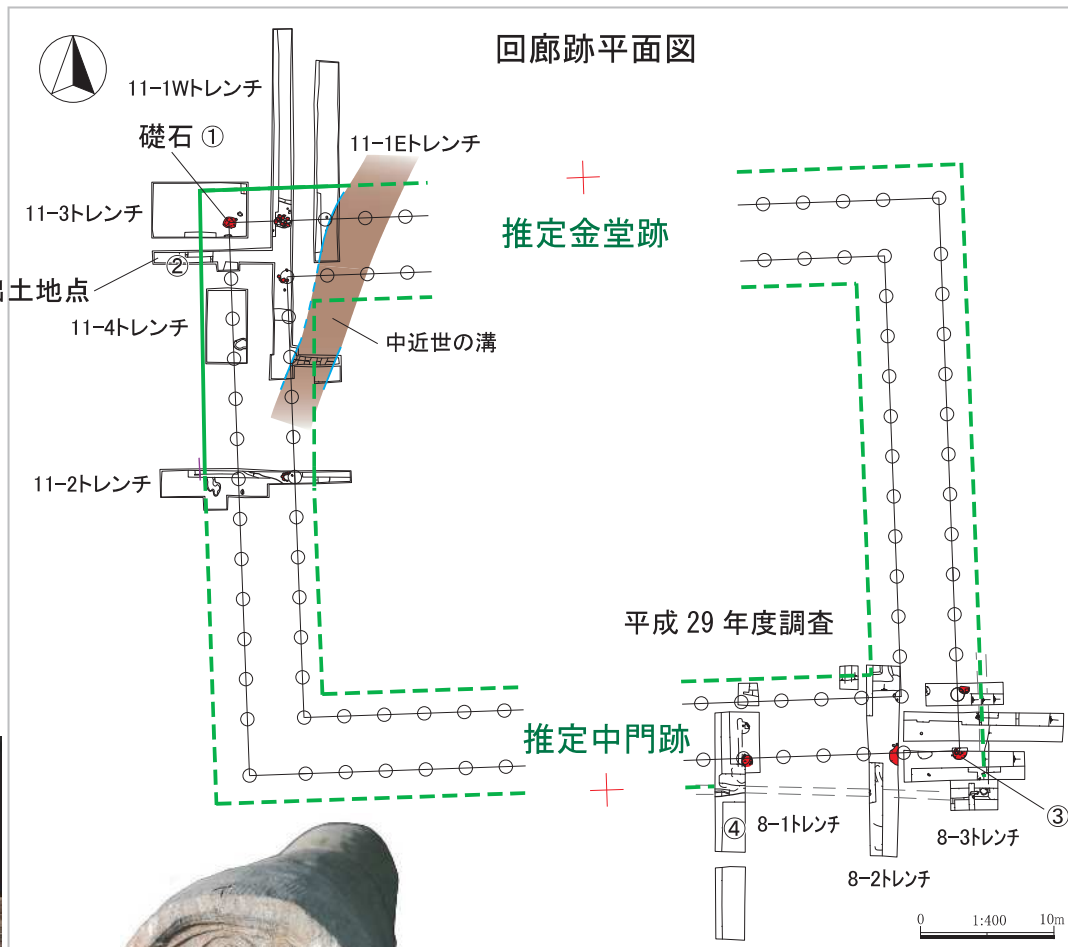 回廊跡平面図
11-1Wトレンチ
礎石 ①
11-1Eトレンチ
11-3トレンチ
推定金堂跡
②
出土地点
11-4トレンチ
中近世の溝
11-2トレンチ
平成 29 年度調査
推定中門跡
④
8-1トレンチ
8-3トレンチ
③
8-2トレンチ
0 1:400 10m